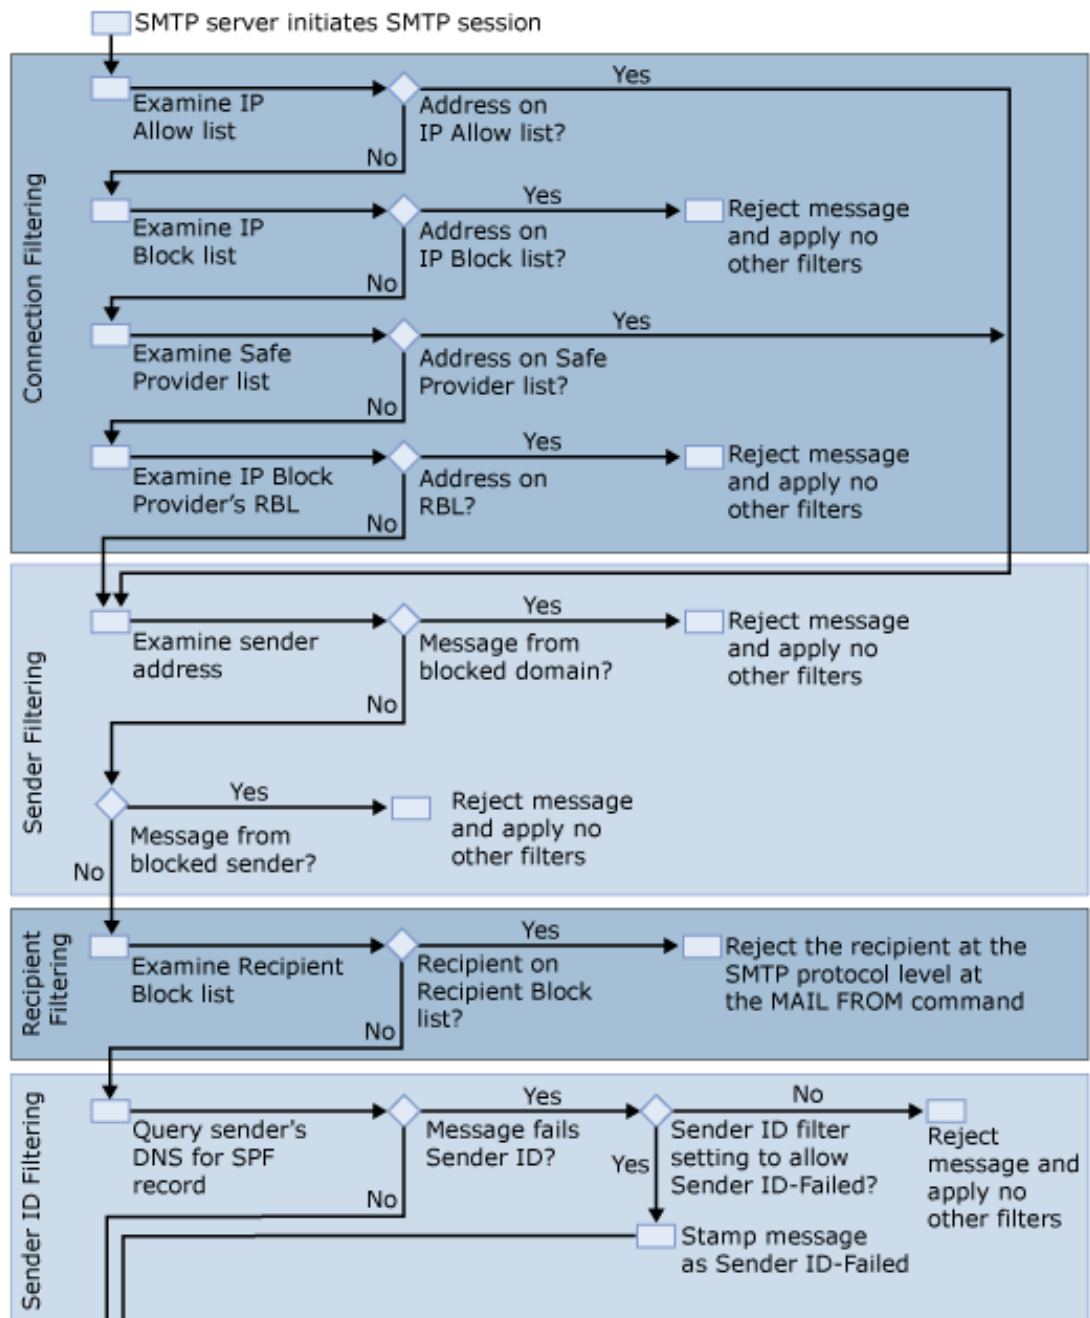 SMTP server initiates SMTP session
Connection Filtering
Yes
Examine IP
Allow list
Address on
IP Allow list?
No
Yes
Examine IP
Block list
Address on
IP Block list?
Reject message
and apply no
other filters
No
Yes
Examine Safe
Provider list
Address on Safe
Provider list?
No
Yes
Examine IP Block
Provider's RBL
Address on
RBL?
Reject message
and apply no
other filters
No
Sender Filtering
Yes
Examine sender
address
Message from
blocked domain?
Reject message
and apply no
other filters
No
Yes
Message from
blocked sender?
Reject message
and apply no
other filters
No
Recipient
Filtering
Yes
Examine Recipient
Block list
Recipient on
Recipient Block
list?
Reject the recipient at the
SMTP protocol level at
the MAIL FROM command
No
Sender ID Filtering
Yes
No
Query sender's
DNS for SPF
record
Message fails
Sender ID?
Sender ID filter
setting to allow
Sender ID-Failed?
Reject
message and
apply no
other filters
No
Yes
Stamp message
as Sender ID-Failed